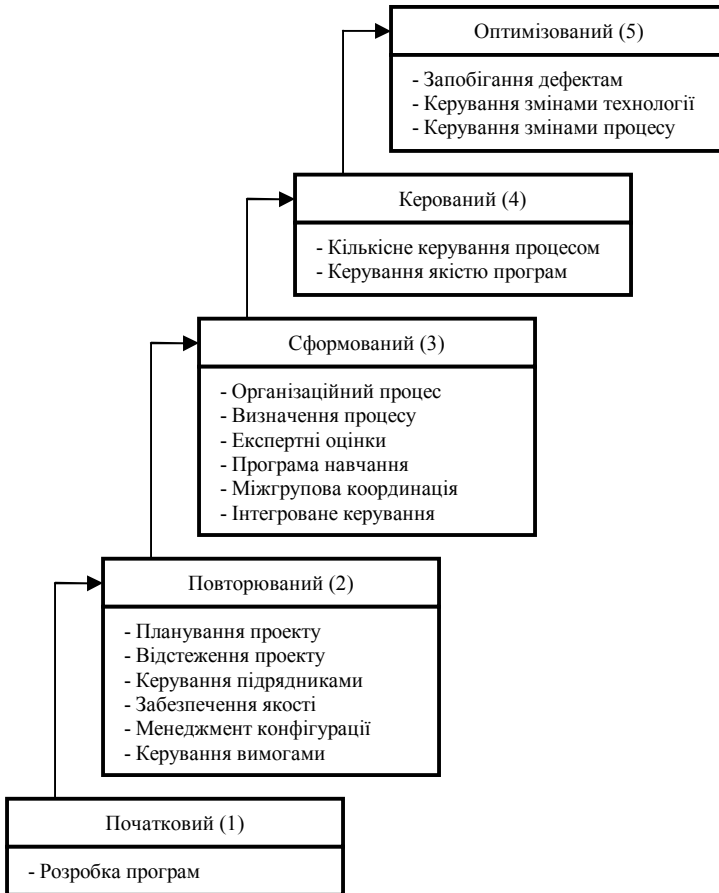 Оптимізований (5)
- Запобігання дефектам
- Керування змінами технології
- Керування змінами процесу
Керований (4)
- Кількісне керування процесом
- Керування якістю програм
Сформований (3)
- Організаційний процес
- Визначення процесу
- Експертні оцінки
- Програма навчання
- Міжгрупова координація
- Інтегроване керування
Повторюваний (2)
- Планування проекту
- Відстеження проекту
- Керування підрядниками
- Забезпечення якості
- Менеджмент конфігурації
- Керування вимогами
Початковий (1)
- Розробка програм